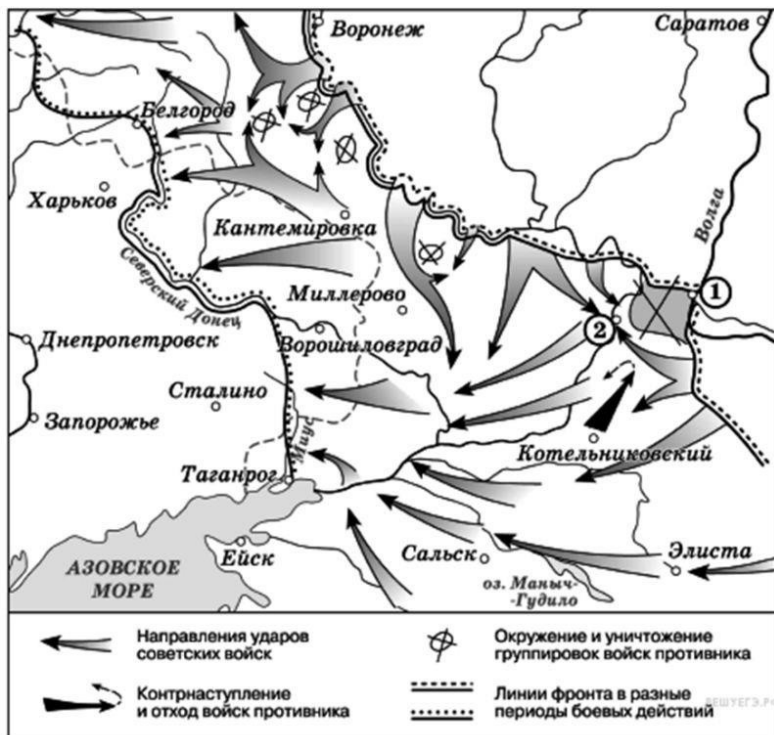 Воронеж
Саратов
Белгород
Волга
Харьков
Кантемировка
Северский Донец
Миллерово
1
2
Днепропетровск
Ворошиловград
Сталино
Запорожье
Миус
Котельниковский
Таганрог
Ейск
Сальск
Элиста
АЗОВСКОЕ
МОРЕ
оз. Маныч-
-Гудило
Направления ударов
советских войск
Окружение и уничтожение
группировок войск противника
Контрнаступление
и отход войск противника
Линии фронта в разные
периоды боевых действий
РЕШУЕГЭ.РФ